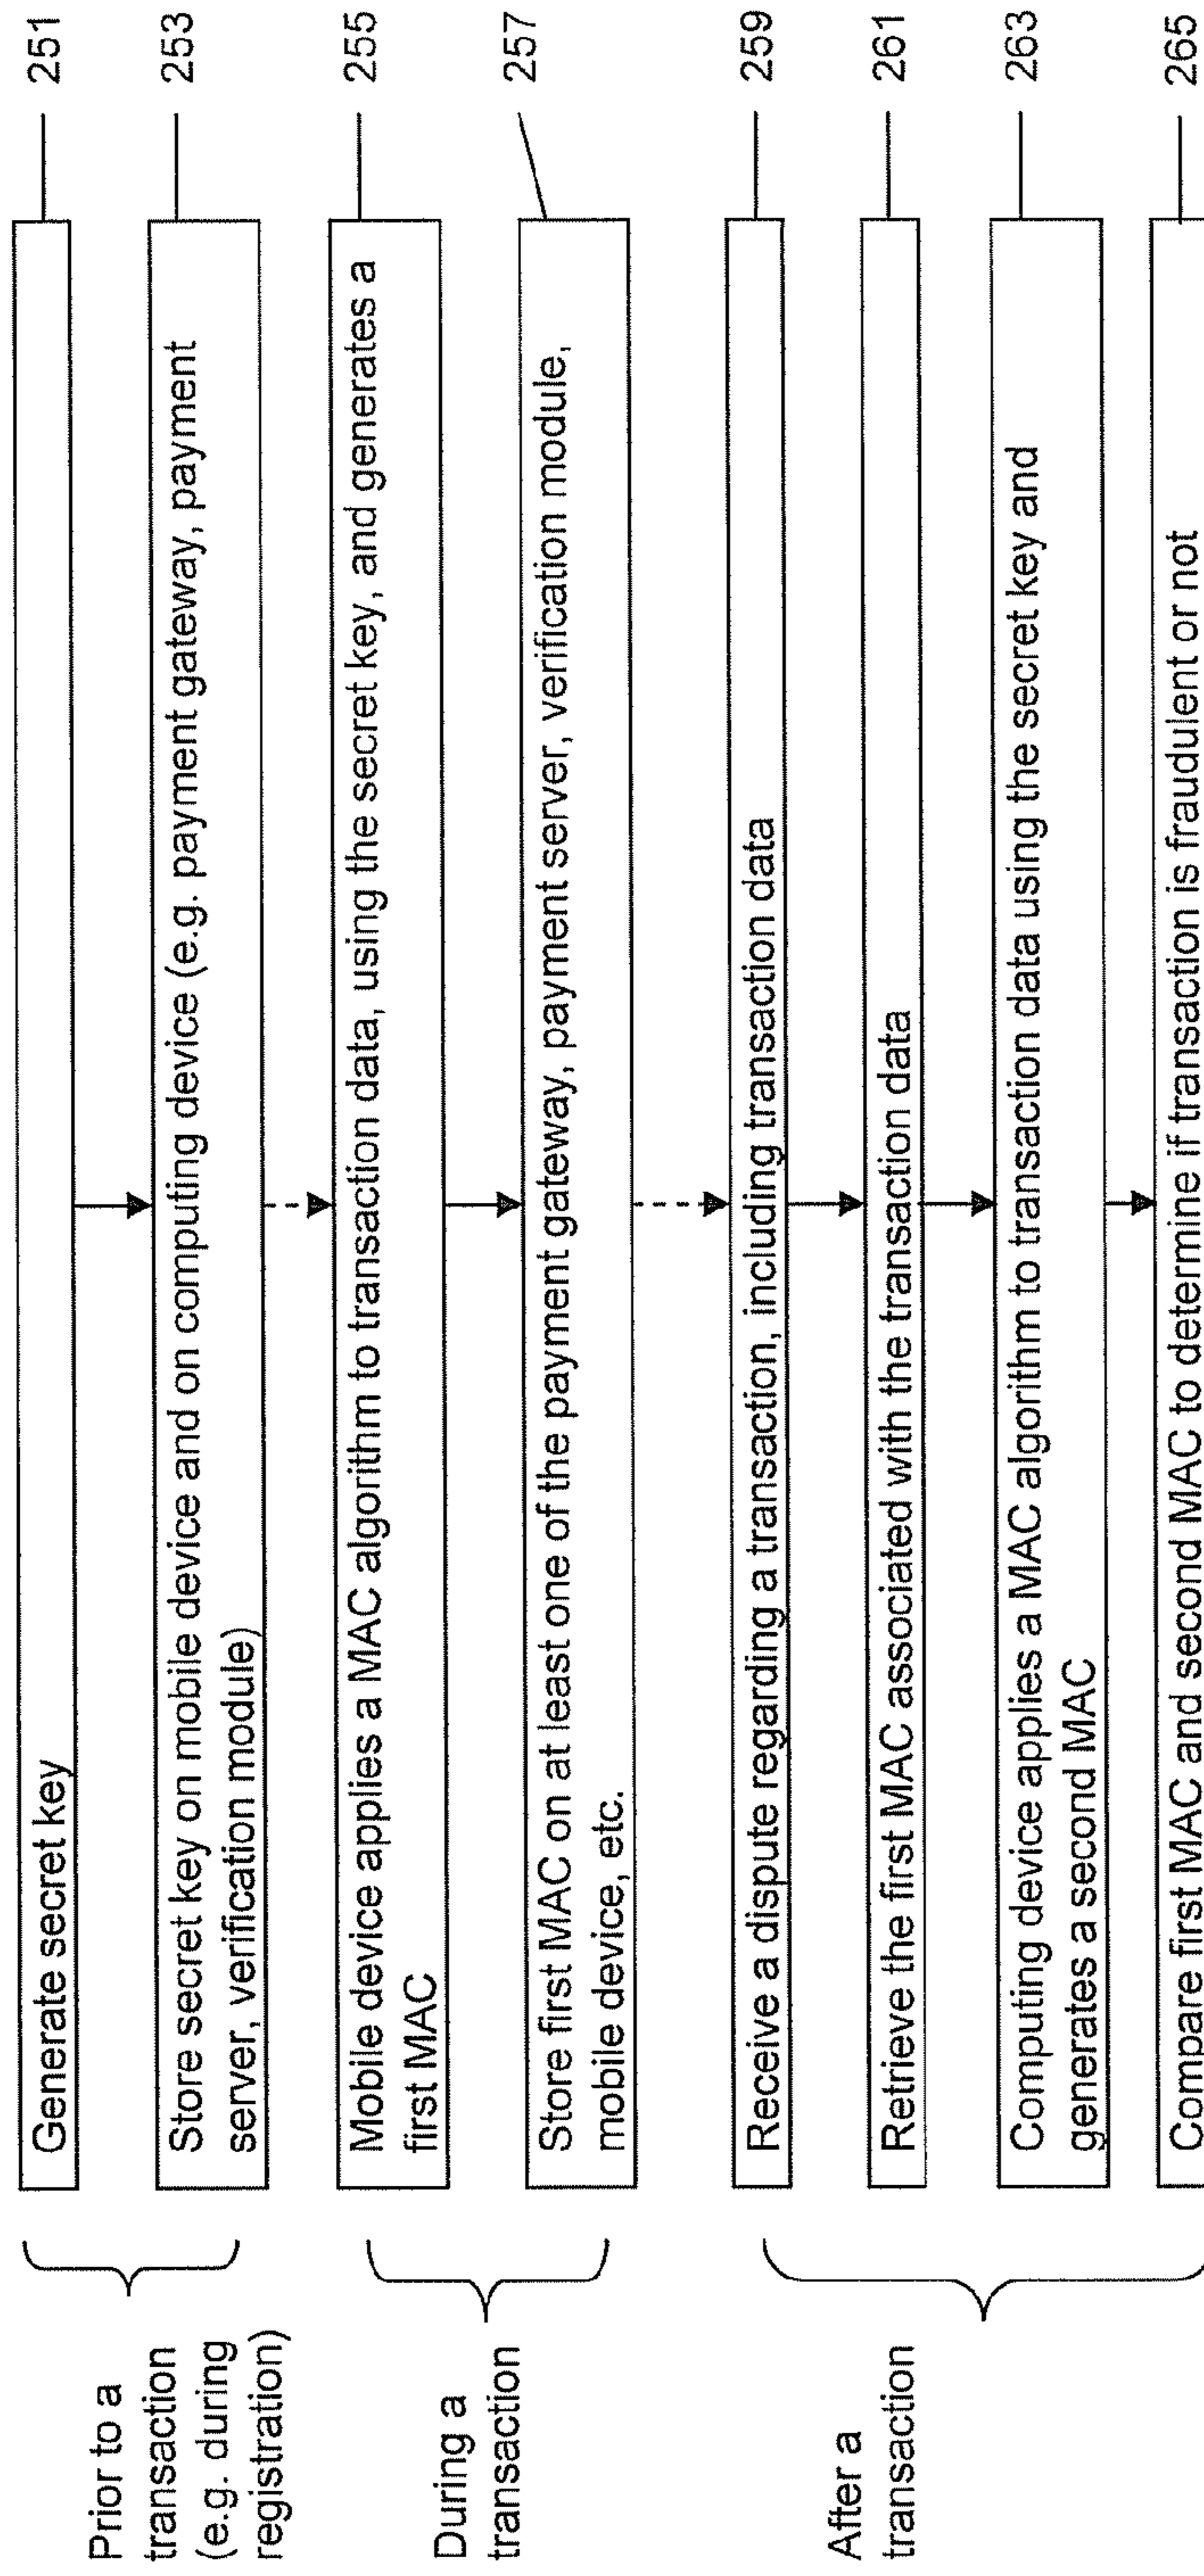 Prior to a
transaction
(e.g. during
registration)
Generate secret key
251
Store secret key on mobile device and on computing device (e.g. payment gateway, payment
server, verification module)
253
During a
transaction
Mobile device applies a MAC algorithm to transaction data, using the secret key, and generates a
first MAC
255
Store first MAC on at least one of the payment gateway, payment server, verification module,
mobile device, etc.
257
After a
transaction
Receive a dispute regarding a transaction, including transaction data
259
Retrieve the first MAC associated with the transaction data
261
Computing device applies a MAC algorithm to transaction data using the secret key and
generates a second MAC
263
Compare first MAC and second MAC to determine if transaction is fraudulent or not
265